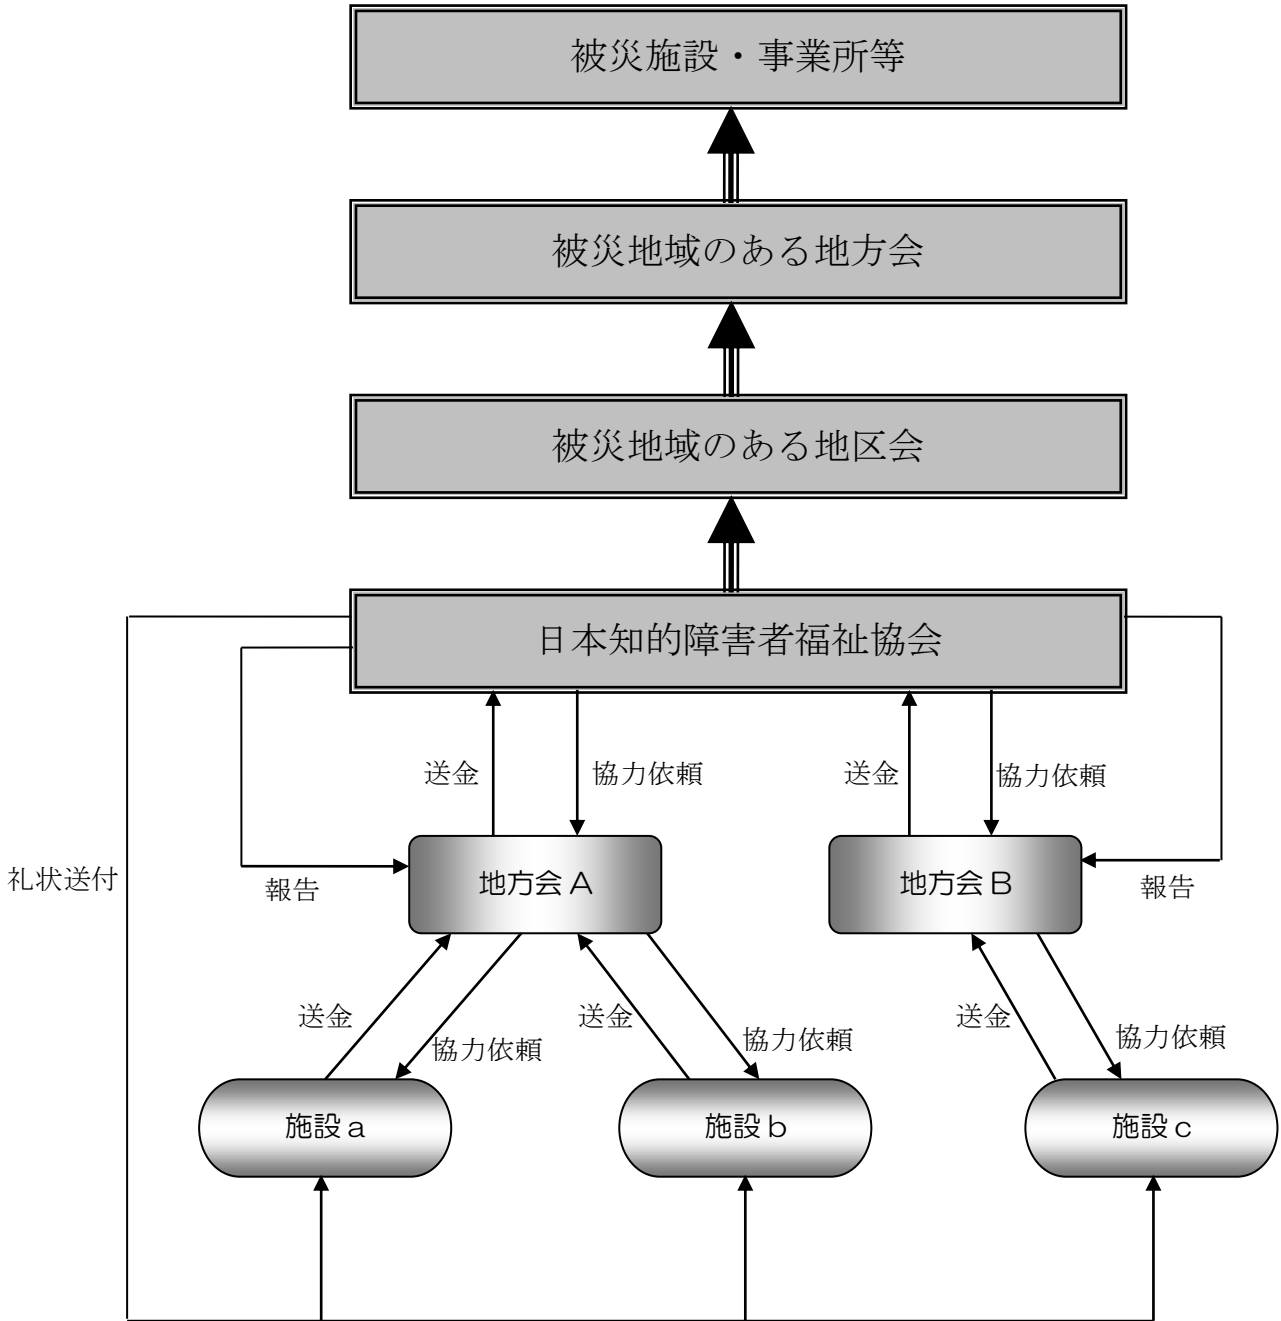 被災施設・事業所等
被災地域のある地方会
被災地域のある地区会
日本知的障害者福祉協会
送金
協力依頼
送金
協力依頼
礼状送付
報告
地方会A
地方会B
報告
送金
協力依頼
送金
協力依頼
送金
協力依頼
施設a
施設b
施設c